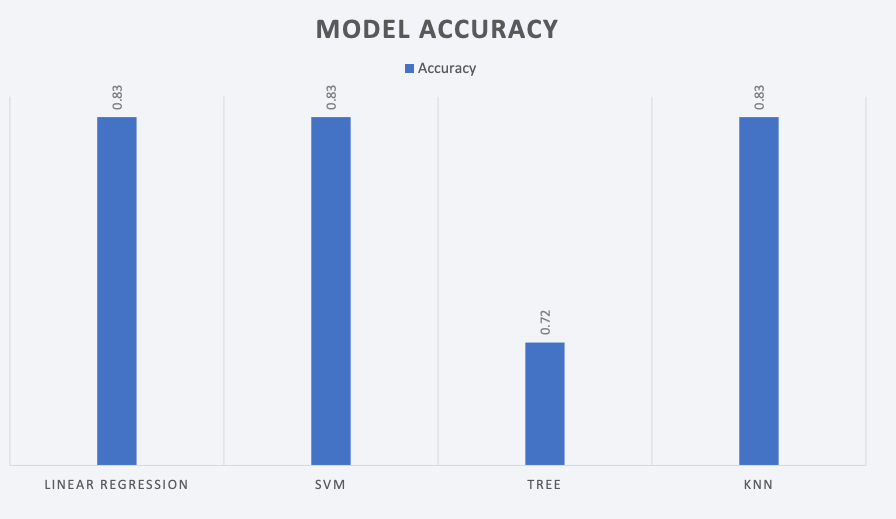 MODEL ACCURACY
Accuracy
0.83
0.83
0.72
0.83
LINEAR REGRESSION
SVM
TREE
KNN